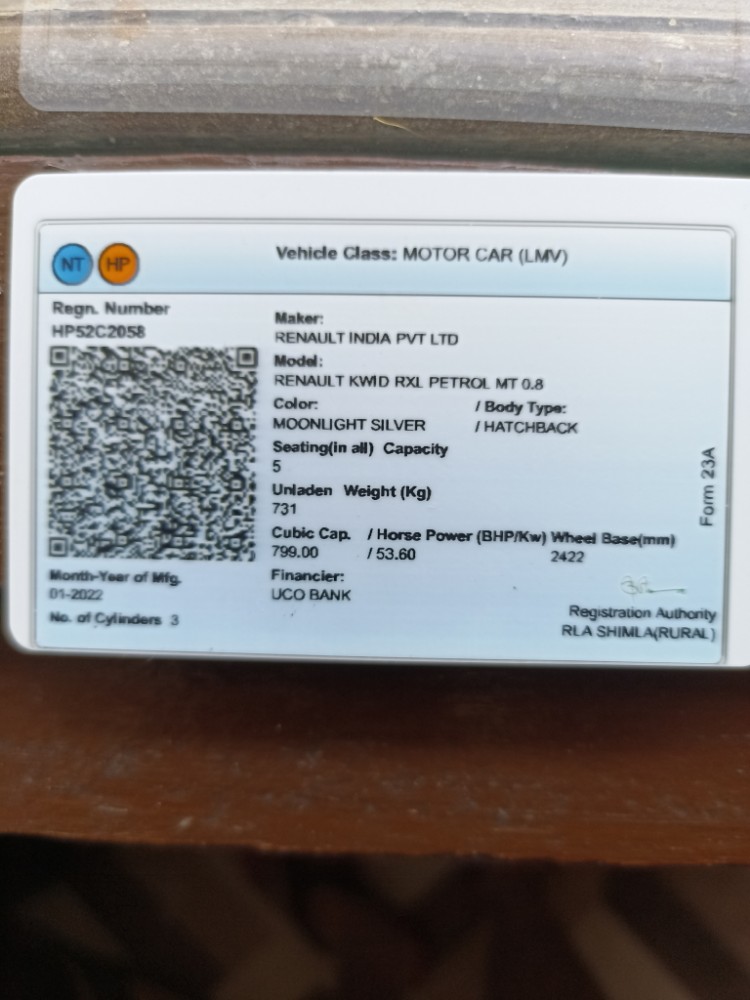 NT HP
Vehicle Class: MOTOR CAR (LMV)
Regn. Number
HP52C2058
Maker:
RENAULT INDIA PVT LTD
Model:
RENAULT KWID RXL PETROL MT 0.8
Color: / Body Type:
MOONLIGHT SILVER / HATCHBACK
Seating(in all) Capacity
5
Unladen Weight (Kg)
731
Cubic Cap. / Horse Power (BHP/Kw) Wheel Base(mm)
799.00 / 53.60 2422
Financier:
UCO BANK
Month-Year of Mfg.
01-2022
No. of Cylinders 3
Form 23A
Registration Authority
RLA SHIMLA(RURAL)